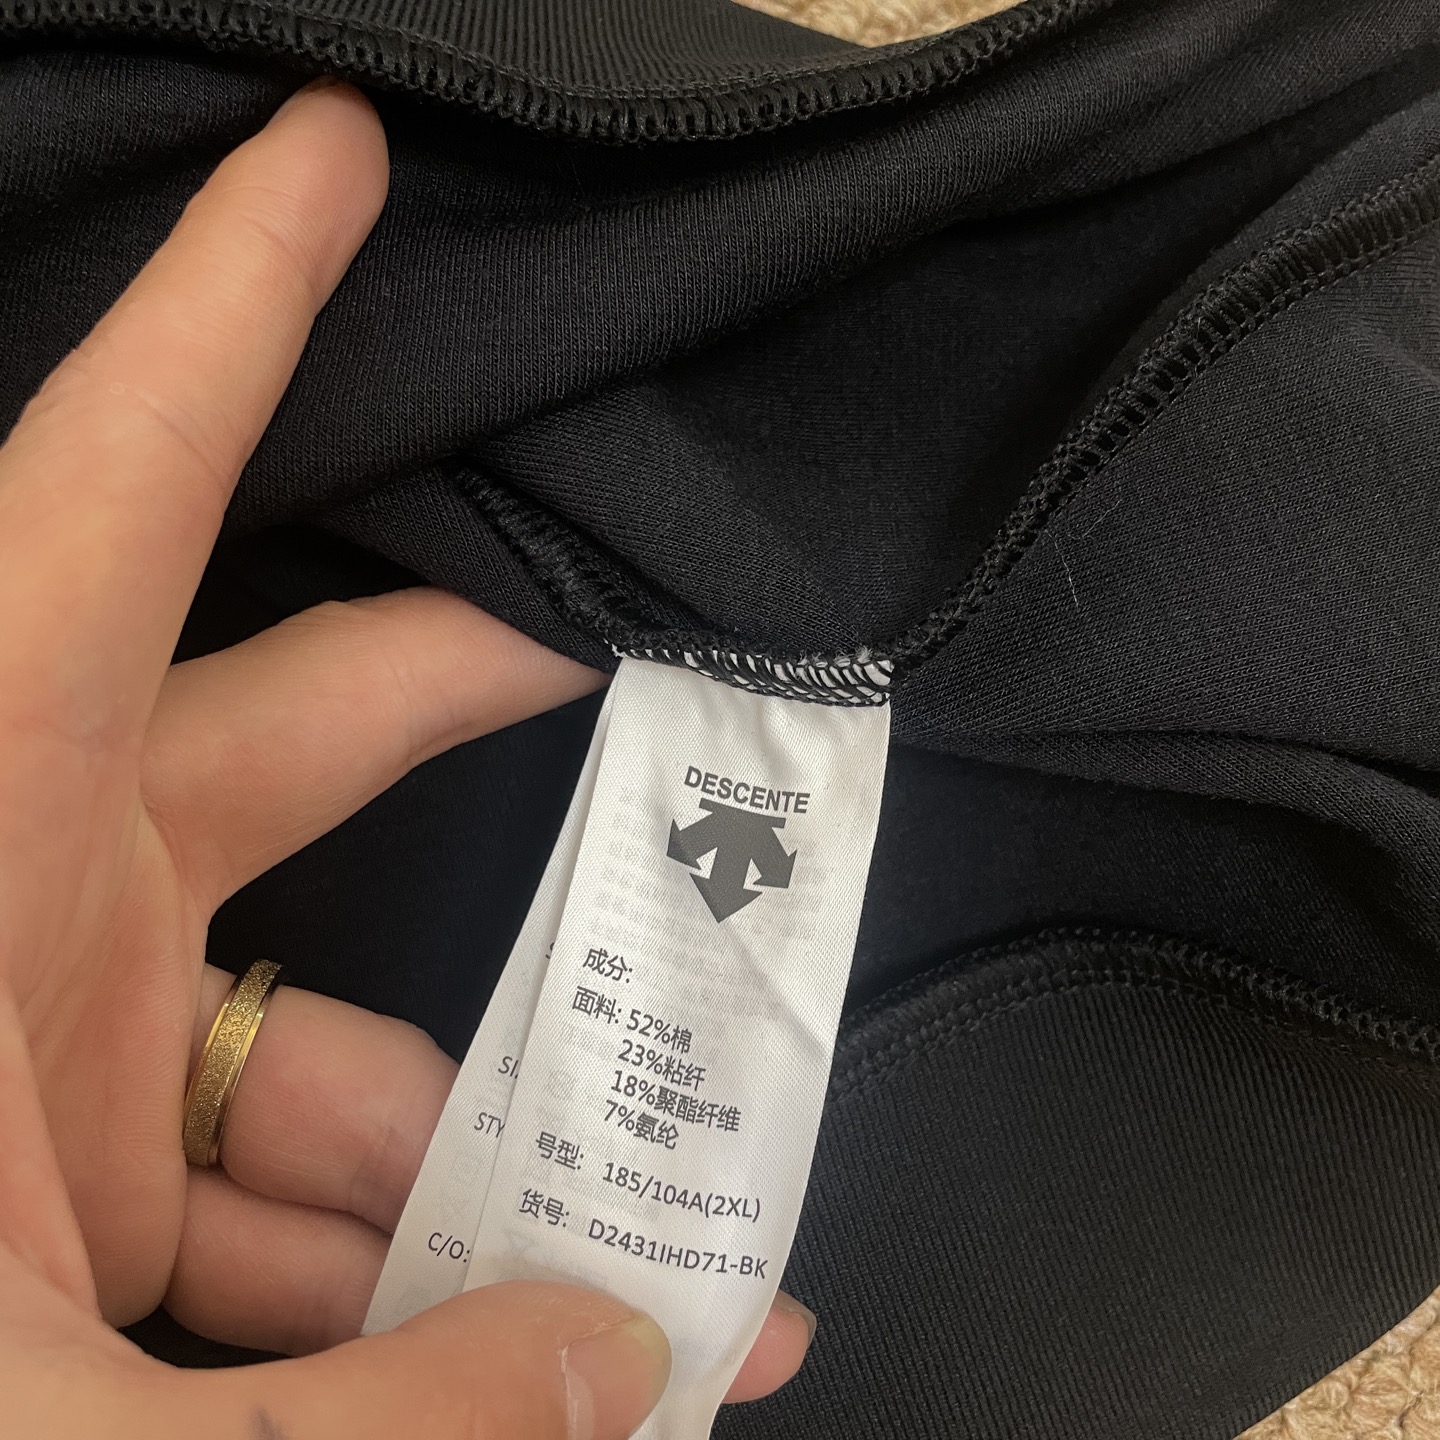 DESCENTE
成分:
面料: 52%棉
23%粘纤
18%聚酯纤维
7%氨纶
号型: 185/104A(2XL)
货号: D2431IHD71-BK
STY
C/O: